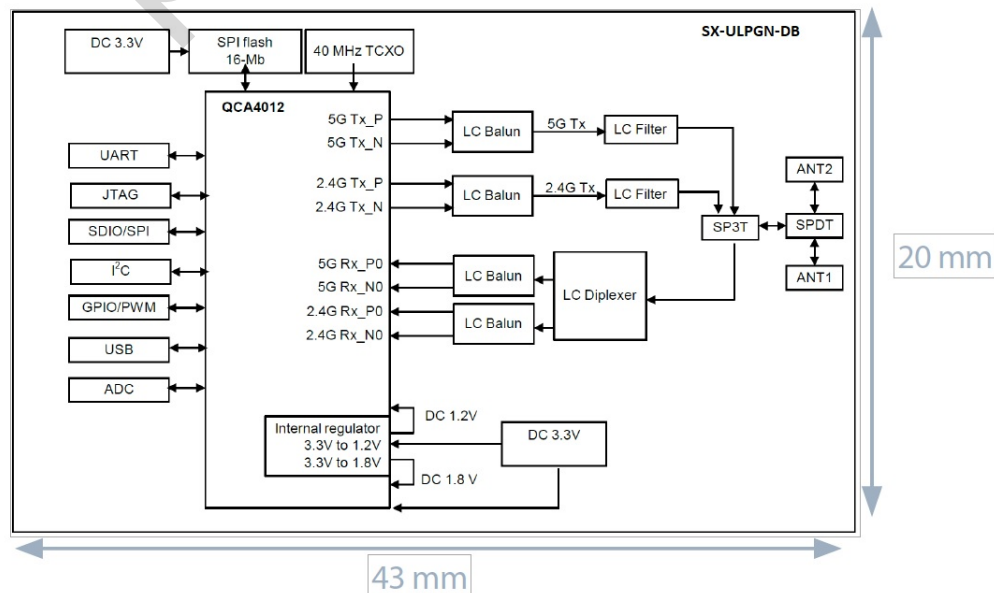 SX-ULPGN-DB
DC 3.3V
SPI flash
16-Mb
40 MHz TCXO
QCA4012
5G Tx_P
5G Tx_N
LC Balun
5G Tx
LC Filter
2.4G Tx_P
2.4G Tx_N
LC Balun
2.4G Tx
LC Filter
UART
JTAG
SDIO/SPI
I²C
GPIO/PWM
USB
ADC
ANT2
SP3T
SPDT
ANT1
5G Rx_P0
5G Rx_N0
2.4G Rx_P0
2.4G Rx_N0
LC Balun
LC Balun
LC Diplexer
Internal regulator
3.3V to 1.2V
3.3V to 1.8V
DC 1.2V
DC 1.8 V
DC 3.3V
20 mm
43 mm